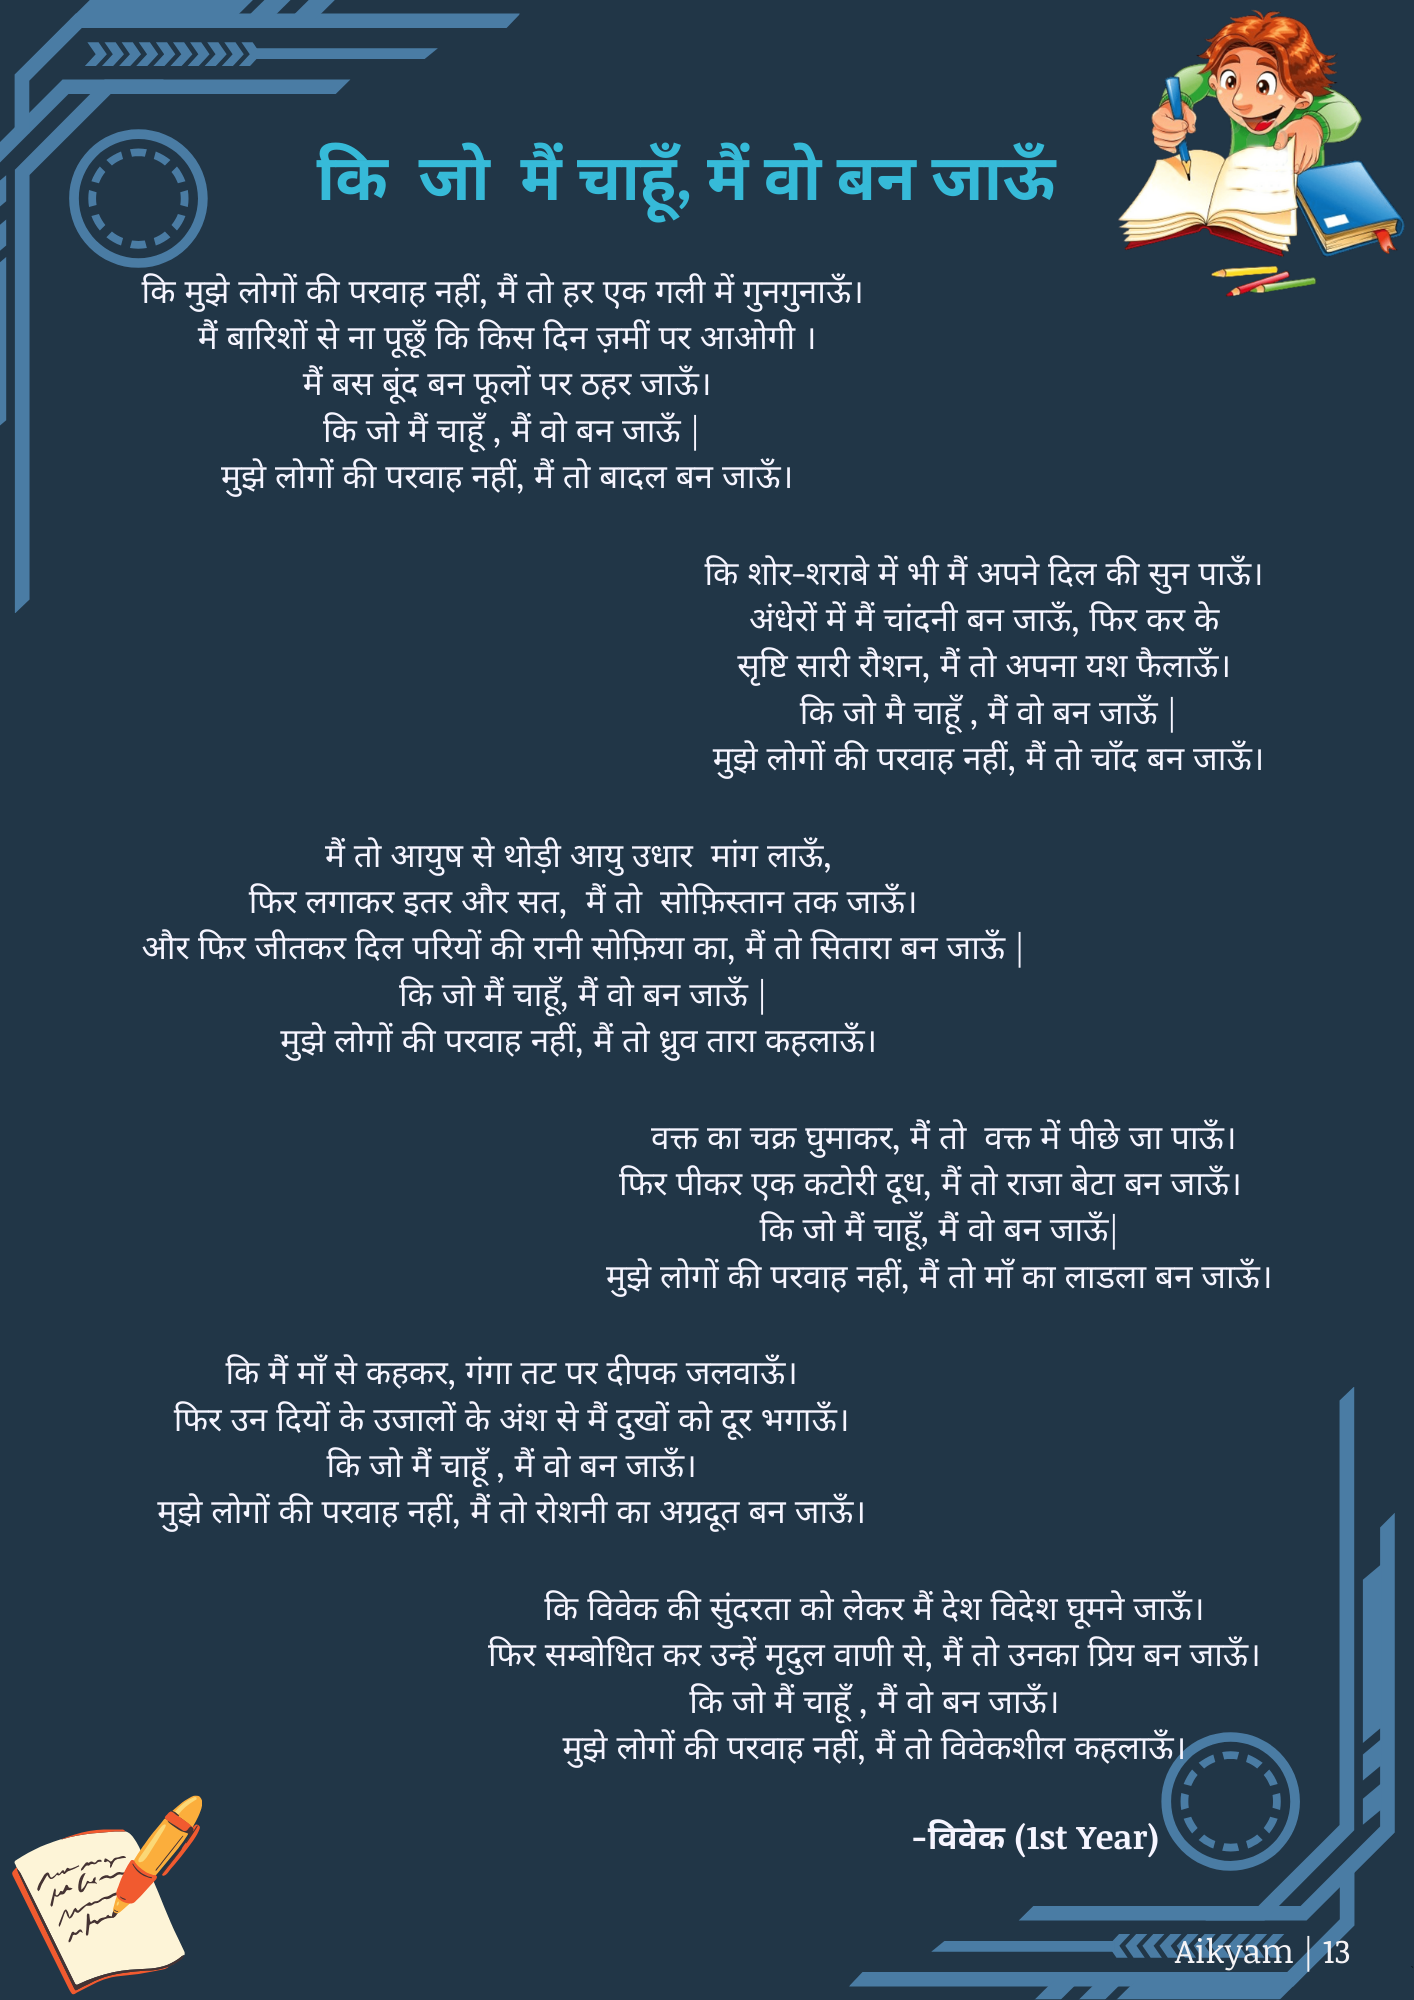 कि जो मैं चाहूँ, मैं वो बन जाऊँ
कि मुझे लोगों की परवाह नहीं, मैं तो हर एक गली में गुनगुनाऊँ।
मैं बारिशों से ना पूछूँ कि किस दिन ज़मीं पर आओगी ।
मैं बस बूंद बन फूलों पर ठहर जाऊँ।
कि जो मैं चाहूँ , मैं वो बन जाऊँ |
मुझे लोगों की परवाह नहीं, मैं तो बादल बन जाऊँ।
कि शोर-शराबे में भी मैं अपने दिल की सुन पाऊँ।
अंधेरों में मैं चांदनी बन जाऊँ, फिर कर के
सृष्टि सारी रौशन, मैं तो अपना यश फैलाऊँ।
कि जो मै चाहूँ , मैं वो बन जाऊँ |
मुझे लोगों की परवाह नहीं, मैं तो चाँद बन जाऊँ।
मैं तो आयुष से थोड़ी आयु उधार मांग लाऊँ,
फिर लगाकर इतर और सत, मैं तो सोफ़िस्तान तक जाऊँ।
और फिर जीतकर दिल परियों की रानी सोफ़िया का, मैं तो सितारा बन जाऊँ |
कि जो मैं चाहूँ, मैं वो बन जाऊँ |
मुझे लोगों की परवाह नहीं, मैं तो ध्रुव तारा कहलाऊँ।
वक्त का चक्र घुमाकर, मैं तो वक्त में पीछे जा पाऊँ।
फिर पीकर एक कटोरी दूध, मैं तो राजा बेटा बन जाऊँ।
कि जो मैं चाहूँ, मैं वो बन जाऊँ|
मुझे लोगों की परवाह नहीं, मैं तो माँ का लाडला बन जाऊँ।
कि मैं माँ से कहकर, गंगा तट पर दीपक जलवाऊँ।
फिर उन दियों के उजालों के अंश से मैं दुखों को दूर भगाऊँ।
कि जो मैं चाहूँ , मैं वो बन जाऊँ।
मुझे लोगों की परवाह नहीं, मैं तो रोशनी का अग्रदूत बन जाऊँ।
कि विवेक की सुंदरता को लेकर मैं देश विदेश घूमने जाऊँ।
फिर सम्बोधित कर उन्हें मृदुल वाणी से, मैं तो उनका प्रिय बन जाऊँ।
कि जो मैं चाहूँ , मैं वो बन जाऊँ।
मुझे लोगों की परवाह नहीं, मैं तो विवेकशील कहलाऊँ।
-विवेक (1st Year)
Aikyam | 13